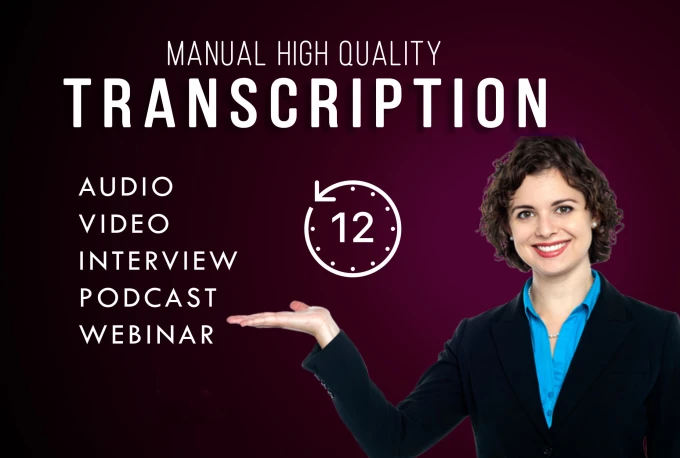 MANUAL HIGH QUALITY
TRANSCRIPTION
AUDIO
VIDEO
INTERVIEW
PODCAST
WEBINAR
12